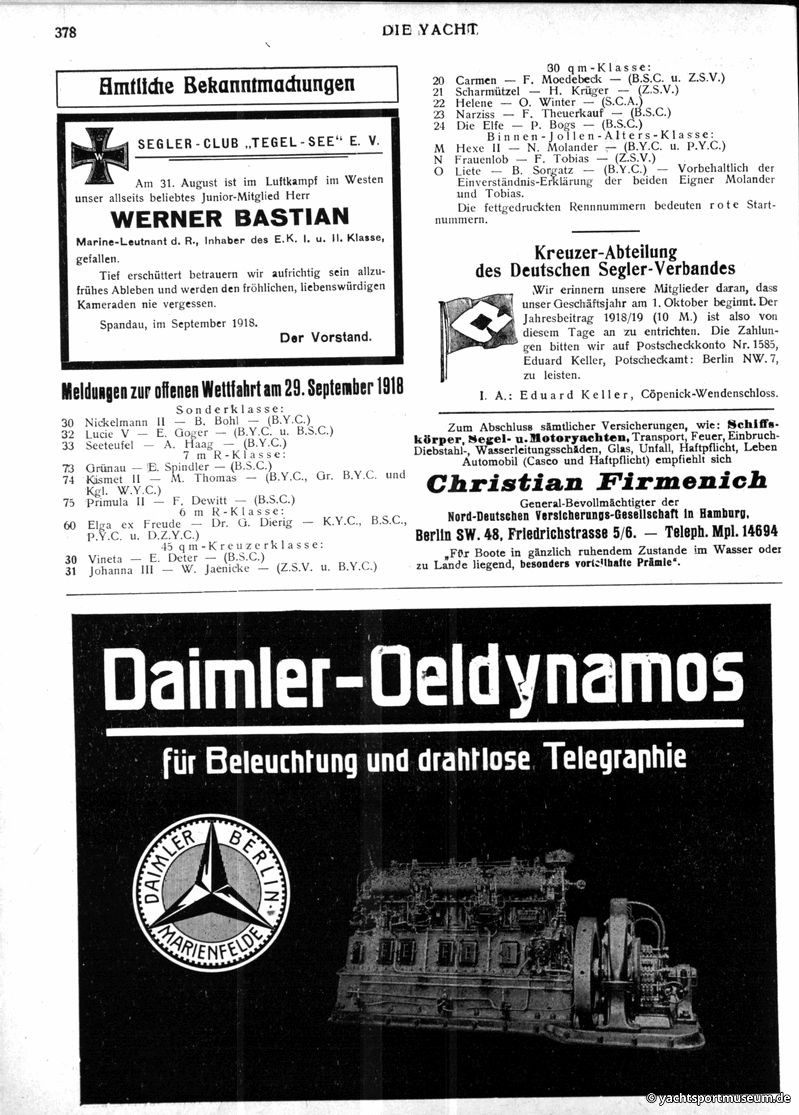 378
DIE YACHT
Amtliche Bekanntmachungen
SEGLER-CLUB „TEGEL-SEE“ E. V.
Am 31. August ist im Luftkampf im Westen
unser allseits beliebtes Junior-Mitglied Herr
WERNER BASTIAN
Marine-Leutnant d. R., Inhaber des E.K. I. u. II. Klasse,
gefallen.
Tief erschüttert betrauern wir aufrichtig sein allzu-
frühes Ableben und werden den fröhlichen, liebenswürdigen
Kameraden nie vergessen.
Spandau, im September 1918.
Der Vorstand.
Meldungen zur offenen Wettfahrt am 29. September 1918
Sonderklasse:
30 Nickelmann II — B. Bohl — (B.Y.C.)
32 Lucie V — E. Goger — (B.Y.C. u. B.S.C.)
33 Seeteufel — A. Haag — (B.Y.C.)
7 m R-Klasse:
73 Grünau — E. Spindler — (B.S.C.)
74 Kismet II — M. Thomas — (B.Y.C., Gr. B.Y.C. und
Kgl. W.Y.C.)
75 Primula II — F. Dewitt — (B.S.C.)
6 m R-Klasse:
60 Elga ex Freude — Dr. G. Dierig — K.Y.C., B.S.C.,
P.Y.C. u. D.Z.Y.C.)
45 qm-Kreuzerklasse:
30 Vineta — E. Deter — (B.S.C.)
31 Johanna III — W. Jaenicke — (Z.S.V. u. B.Y.C.)
30 qm-Klasse:
20 Carmen — F. Moedebeck — (B.S.C. u. Z.S.V.)
21 Scharmützel — H. Krüger — (Z.S.V.)
22 Helene — O. Winter — (S.C.A.)
23 Narziss — F. Theuerkauf — (B.S.C.)
24 Die Elfe — P. Bogs — (B.S.C.)
Binnen-Jollen-Alters-Klasse:
M Hexe II — N. Molander — (B.Y.C. u. P.Y.C.)
N Frauenlob — F. Tobias — (Z.S.V.)
O Liete — B. Sorgatz — (B.Y.C.) — Vorbehaltlich der
Einverständnis-Erklärung der beiden Eigner Molander
und Tobias.
Die fettgedruckten Rennnummern bedeuten rote Start-
nummern.
Kreuzer-Abteilung
des Deutschen Segler-Verbandes
Wir erinnern unsere Mitglieder daran, dass
unser Geschäftsjahr am 1. Oktober beginnt. Der
Jahresbeitrag 1918/19 (10 M.) ist also von
diesem Tage an zu entrichten. Die Zahlun-
gen bitten wir auf Postscheckkonto Nr. 1585,
Eduard Keller, Potscheckamt: Berlin NW. 7,
zu leisten.
I. A.: Eduard Keller, Cöpenick-Wendenschloss.
Zum Abschluss sämtlicher Versicherungen, wie: Schiffs-
körper, Segel- u. Motoryachten, Transport, Feuer, Einbruch-
Diebstahl-, Wasserleitungsschäden, Glas, Unfall, Haftpflicht, Leben
Automobil (Casco und Haftpflicht) empfiehlt sich
Christian Firmenich
General-Bevollmächtigter der
Nord-Deutschen Versicherungs-Gesellschaft in Hamburg,
Berlin SW. 48, Friedrichstrasse 5/6. — Teleph. Mpl. 14694
„Für Boote in gänzlich ruhendem Zustande im Wasser oder
zu Lande liegend, besonders vorteilhafte Prämie“.
Daimler-Oeldynamos
für Beleuchtung und drahtlose Telegraphie
DAIMLER BERLIN-
MARIENFELDE
© yachtsportmuseum.de